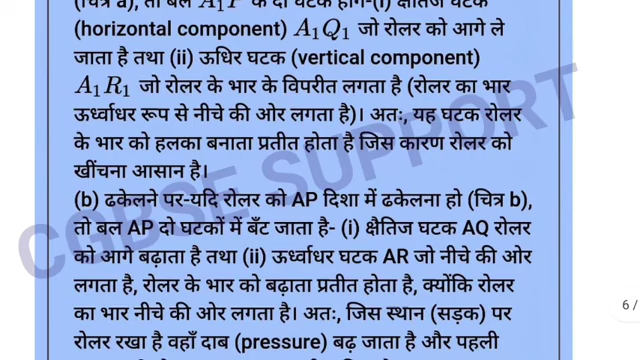 (चित्र a), तो बल A₁P के दो घटक होंगे-(i) क्षैतिज घटक
(horizontal component) A₁Q₁ जो रोलर को आगे ले
जाता है तथा (ii) ऊधिर घटक (vertical component)
A₁R₁ जो रोलर के भार के विपरीत लगता है (रोलर का भार
ऊर्ध्वाधर रूप से नीचे की ओर लगता है)। अतः, यह घटक रोलर
के भार को हलका बनाता प्रतीत होता है जिस कारण रोलर को
खींचना आसान है।
(b) ढकेलने पर-यदि रोलर को AP दिशा में ढकेलना हो (चित्र b),
तो बल AP दो घटकों में बँट जाता है- (i) क्षैतिज घटक AQ रोलर
को आगे बढ़ाता है तथा (ii) ऊर्ध्वाधर घटक AR जो नीचे की ओर
लगता है, रोलर के भार को बढ़ाता प्रतीत होता है, क्योंकि रोलर
का भार नीचे की ओर लगता है। अतः, जिस स्थान (सड़क) पर
रोलर रखा है वहाँ दाब (pressure) बढ़ जाता है और पहली
CGBSE SUPPORT
6/